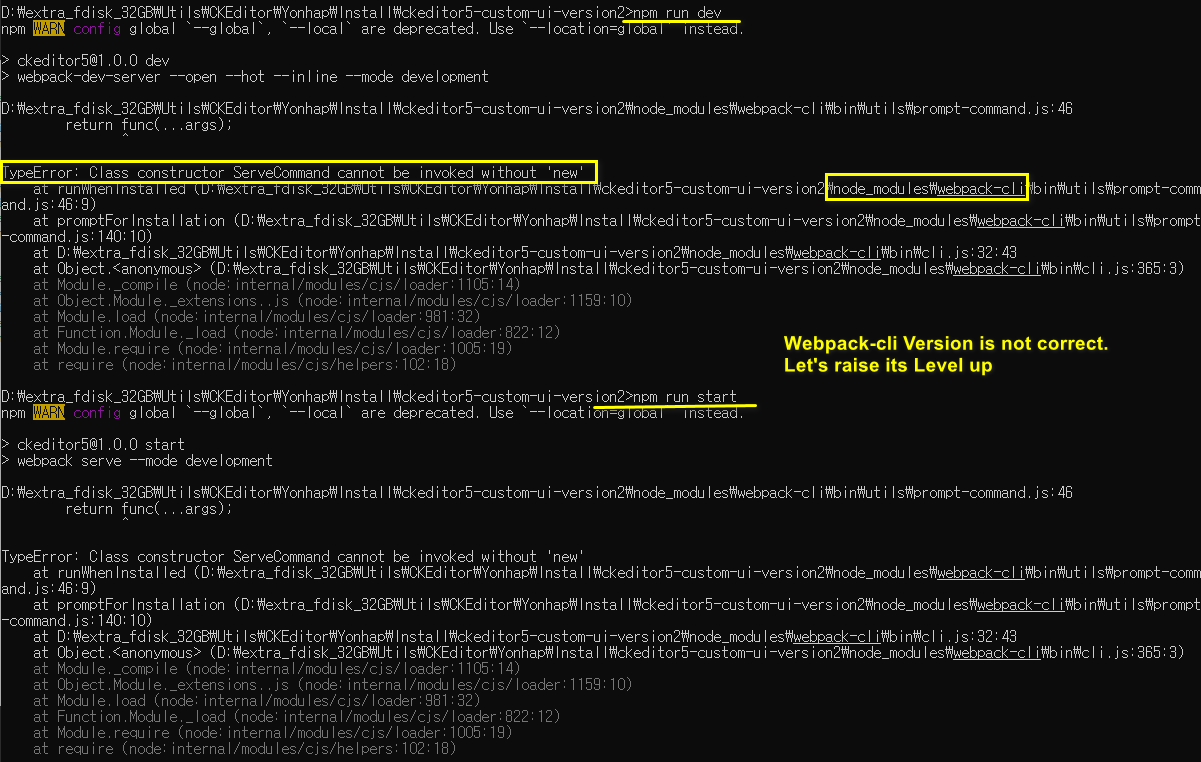 D:₩extra_fdisk_32GB₩Utils₩CKEditor₩Yonhap₩Install₩ckeditor5-custom-ui-version2>npm run dev
npm WARN config global `--global`, `--local` are deprecated. Use `--location=global` instead.
> ckeditor5@1.0.0 dev
> webpack-dev-server --open --hot --inline --mode development
D:₩extra_fdisk_32GB₩Utils₩CKEditor₩Yonhap₩Install₩ckeditor5-custom-ui-version2₩node_modules₩webpack-cli₩bin₩utils₩prompt-command.js:46
return func(...args);
^
TypeError: Class constructor ServeCommand cannot be invoked without 'new'
at runWhenInstalled (D:₩extra_fdisk_32GB₩Utils₩CKEditor₩Yonhap₩Install₩ckeditor5-custom-ui-version2₩node_modules₩webpack-cli₩bin₩utils₩prompt-comm
and.js:46:9)
at promptForInstallation (D:₩extra_fdisk_32GB₩Utils₩CKEditor₩Yonhap₩Install₩ckeditor5-custom-ui-version2₩node_modules₩webpack-cli₩bin₩utils₩prompt
-command.js:140:10)
at D:₩extra_fdisk_32GB₩Utils₩CKEditor₩Yonhap₩Install₩ckeditor5-custom-ui-version2₩node_modules₩webpack-cli₩bin₩cli.js:32:43
at Object.<anonymous> (D:₩extra_fdisk_32GB₩Utils₩CKEditor₩Yonhap₩Install₩ckeditor5-custom-ui-version2₩node_modules₩webpack-cli₩bin₩cli.js:365:3)
at Module._compile (node:internal/modules/cjs/loader:1105:14)
at Object.Module._extensions..js (node:internal/modules/cjs/loader:1159:10)
at Module.load (node:internal/modules/cjs/loader:981:32)
at Function.Module._load (node:internal/modules/cjs/loader:822:12)
at Module.require (node:internal/modules/cjs/loader:1005:19)
at require (node:internal/modules/cjs/helpers:102:18)
Webpack-cli Version is not correct.
Let's raise its Level up
D:₩extra_fdisk_32GB₩Utils₩CKEditor₩Yonhap₩Install₩ckeditor5-custom-ui-version2>npm run start
npm WARN config global `--global`, `--local` are deprecated. Use `--location=global` instead.
> ckeditor5@1.0.0 start
> webpack serve --mode development
D:₩extra_fdisk_32GB₩Utils₩CKEditor₩Yonhap₩Install₩ckeditor5-custom-ui-version2₩node_modules₩webpack-cli₩bin₩utils₩prompt-command.js:46
return func(...args);
^
TypeError: Class constructor ServeCommand cannot be invoked without 'new'
at runWhenInstalled (D:₩extra_fdisk_32GB₩Utils₩CKEditor₩Yonhap₩Install₩ckeditor5-custom-ui-version2₩node_modules₩webpack-cli₩bin₩utils₩prompt-comm
and.js:46:9)
at promptForInstallation (D:₩extra_fdisk_32GB₩Utils₩CKEditor₩Yonhap₩Install₩ckeditor5-custom-ui-version2₩node_modules₩webpack-cli₩bin₩utils₩prompt
-command.js:140:10)
at D:₩extra_fdisk_32GB₩Utils₩CKEditor₩Yonhap₩Install₩ckeditor5-custom-ui-version2₩node_modules₩webpack-cli₩bin₩cli.js:32:43
at Object.<anonymous> (D:₩extra_fdisk_32GB₩Utils₩CKEditor₩Yonhap₩Install₩ckeditor5-custom-ui-version2₩node_modules₩webpack-cli₩bin₩cli.js:365:3)
at Module._compile (node:internal/modules/cjs/loader:1105:14)
at Object.Module._extensions..js (node:internal/modules/cjs/loader:1159:10)
at Module.load (node:internal/modules/cjs/loader:981:32)
at Function.Module._load (node:internal/modules/cjs/loader:822:12)
at Module.require (node:internal/modules/cjs/loader:1005:19)
at require (node:internal/modules/cjs/helpers:102:18)